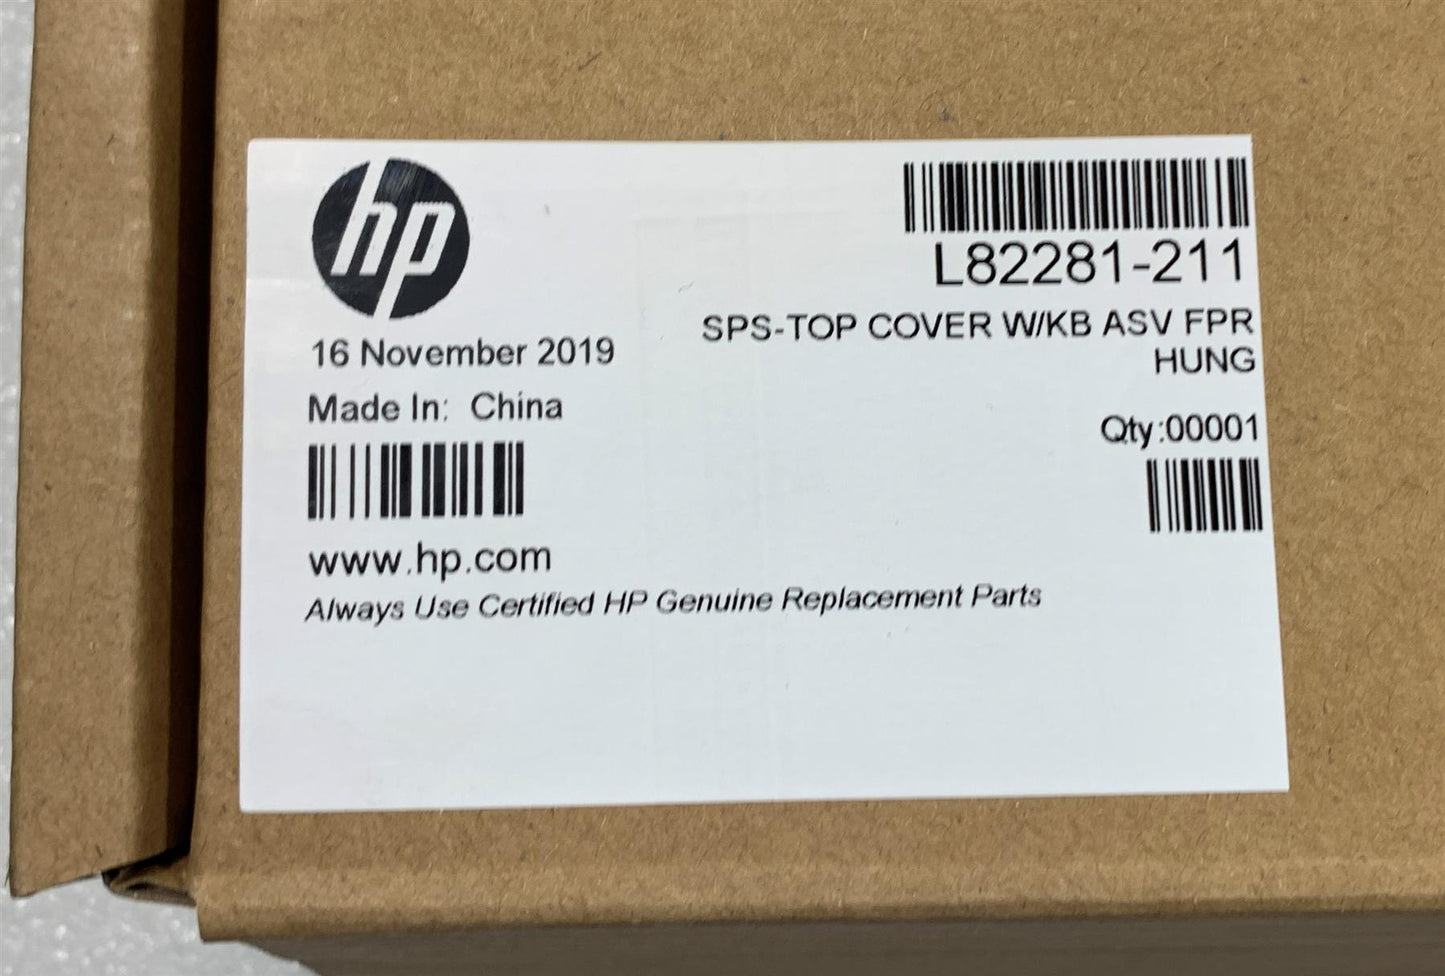 hp
L82281-211
SPS-TOP COVER W/KB ASV FPR
HUNG
16 November 2019
Made In: China
Qty:00001
www.hp.com
Always Use Certified HP Genuine Replacement Parts